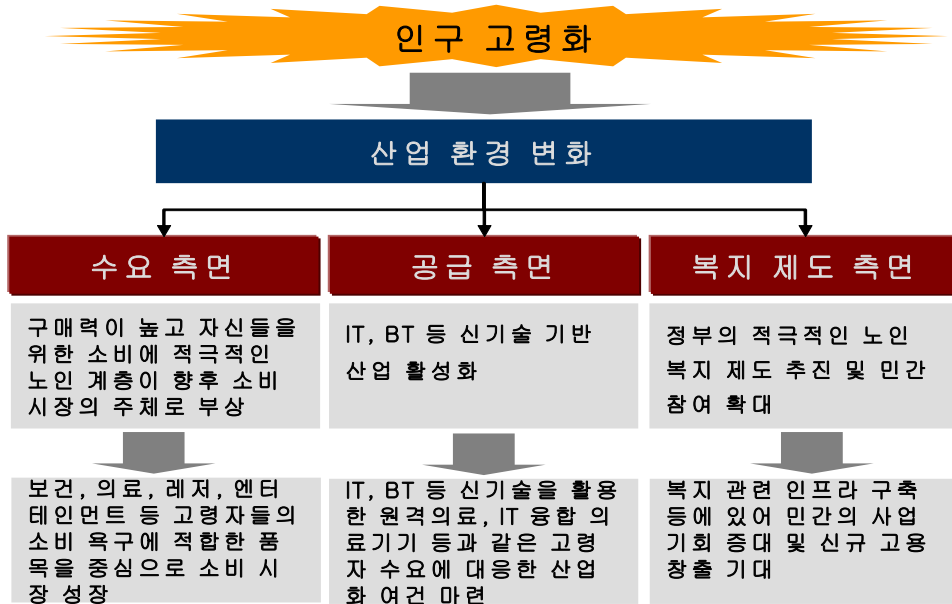 인구 고령화
산업 환경 변화
수요 측면
구매력이 높고 자신들을
위한 소비에 적극적인
노인 계층이 향후 소비
시장의 주체로 부상
보건, 의료, 레저, 엔터
테인먼트 등 고령자들의
소비 욕구에 적합한 품
목을 중심으로 소비 시
장 성장
공급 측면
IT, BT 등 신기술 기반
산업 활성화
IT, BT 등 신기술을 활용
한 원격의료, IT 융합 의
료기기 등과 같은 고령
자 수요에 대응한 산업
화 여건 마련
복지 제도 측면
정부의 적극적인 노인
복지 제도 추진 및 민간
참여 확대
복지 관련 인프라 구축
등에 있어 민간의 사업
기회 증대 및 신규 고용
창출 기대